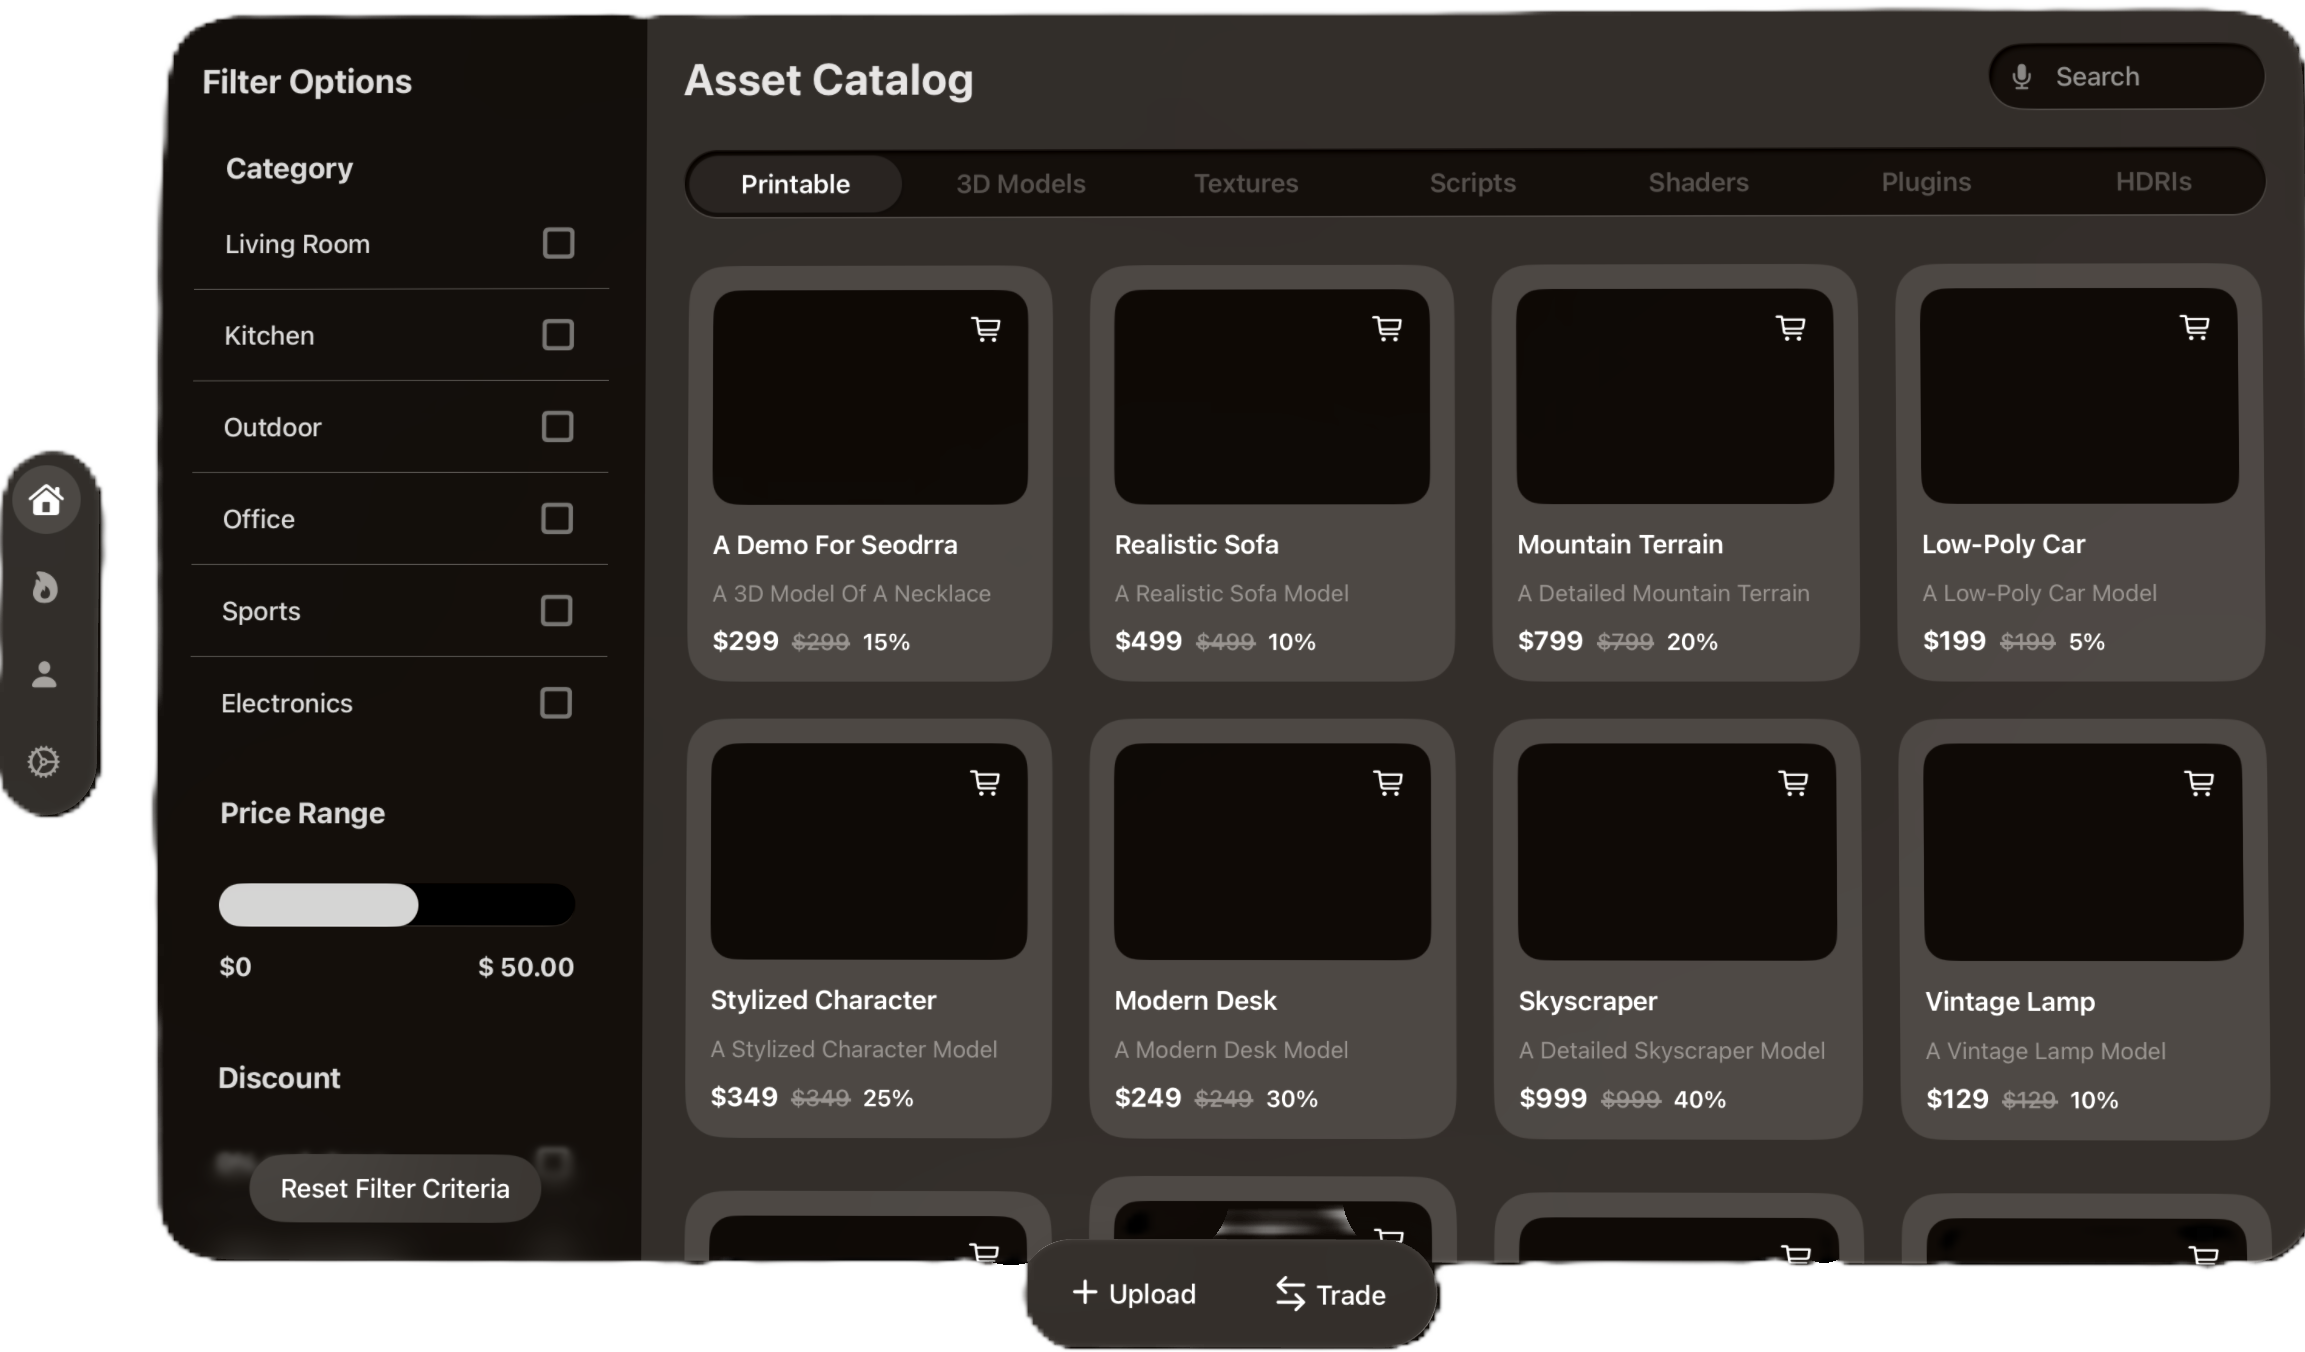 Filter Options
Category
Living Room
Kitchen
Outdoor
Office
Sports
Electronics
Price Range
$0 $ 50.00
Discount
Reset Filter Criteria
Asset Catalog
Search
Printable 3D Models Textures Scripts Shaders Plugins HDRIs
A Demo For Seodrra
A 3D Model Of A Necklace
$299 $299 15%
Realistic Sofa
A Realistic Sofa Model
$499 $499 10%
Mountain Terrain
A Detailed Mountain Terrain
$799 $799 20%
Low-Poly Car
A Low-Poly Car Model
$199 $199 5%
Stylized Character
A Stylized Character Model
$349 $349 25%
Modern Desk
A Modern Desk Model
$249 $249 30%
Skyscraper
A Detailed Skyscraper Model
$999 $999 40%
Vintage Lamp
A Vintage Lamp Model
$129 $129 10%
Upload Trade